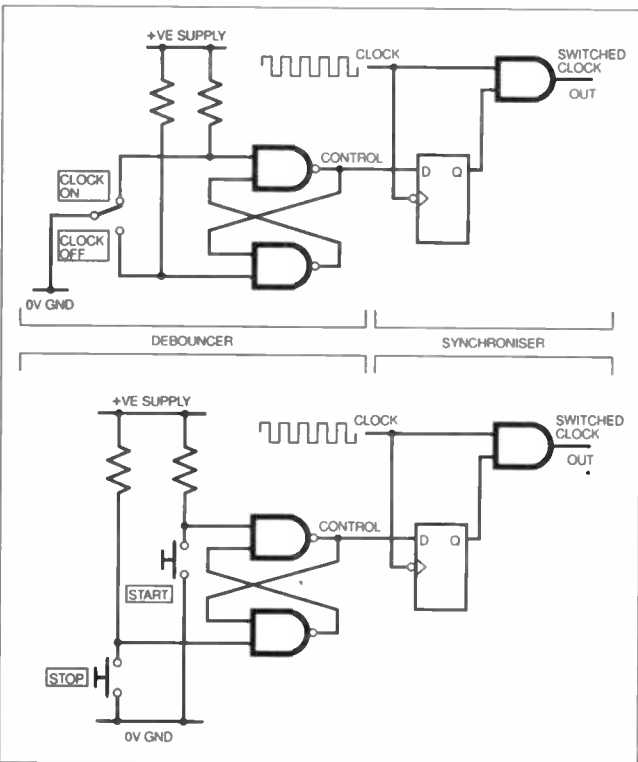 +VE SUPPLY
CLOCK
SWITCHED
CLOCK
OUT
CONTROL
D Q
CLOCK
ON
CLOCK
OFF
0V GND
DEBOUNCER
SYNCHRONISER
+VE SUPPLY
CLOCK
SWITCHED
CLOCK
OUT
CONTROL
D Q
START
STOP
0V GND